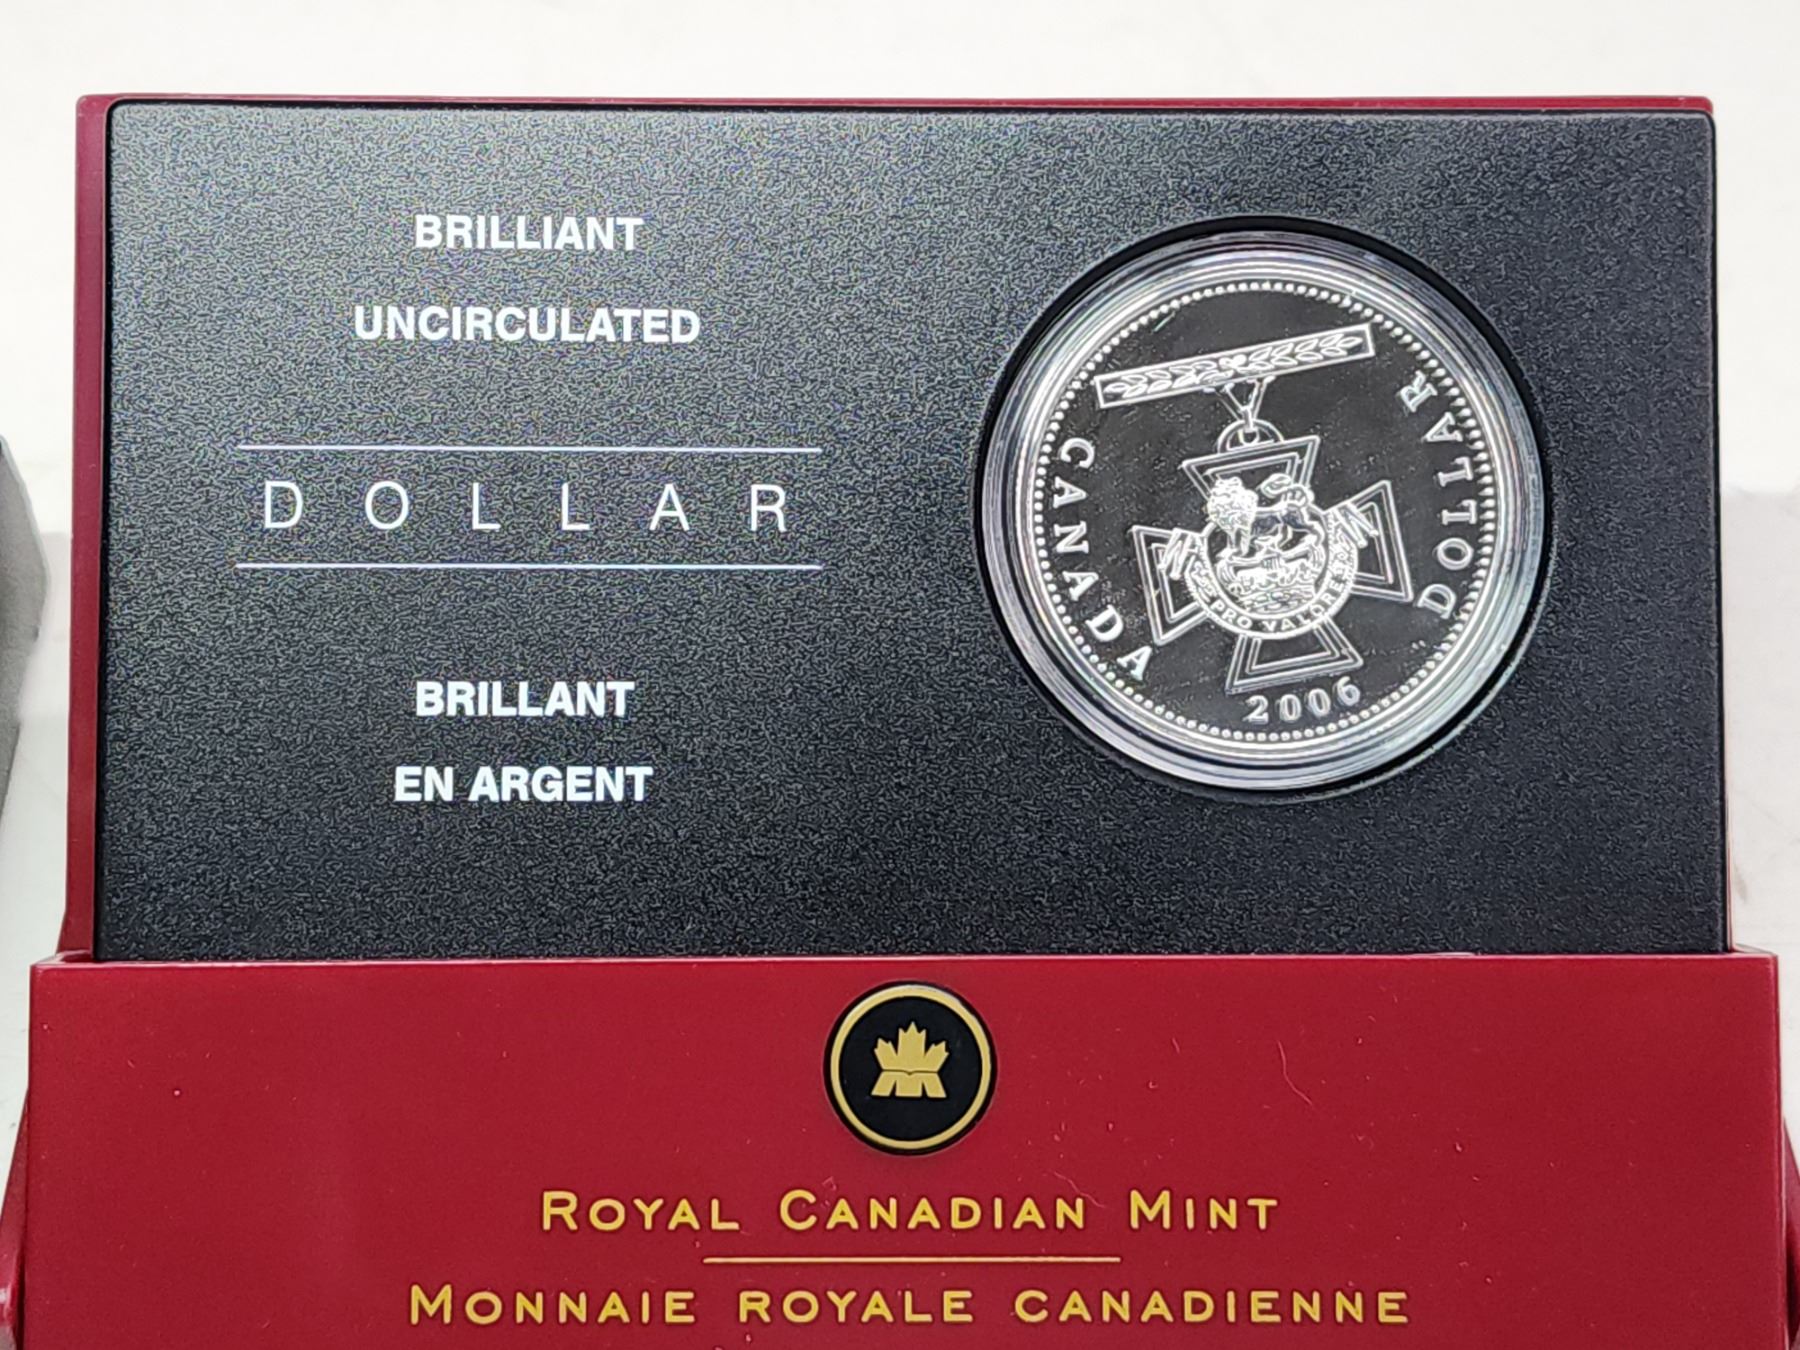 BRILLIANT
UNCIRCULATED
DOLLAR
BRILLANT
EN ARGENT
CANADA
DOLLAR
PRO VALORE
2006
ROYAL CANADIAN MINT
MONNAIE ROYALE CANADIENNE